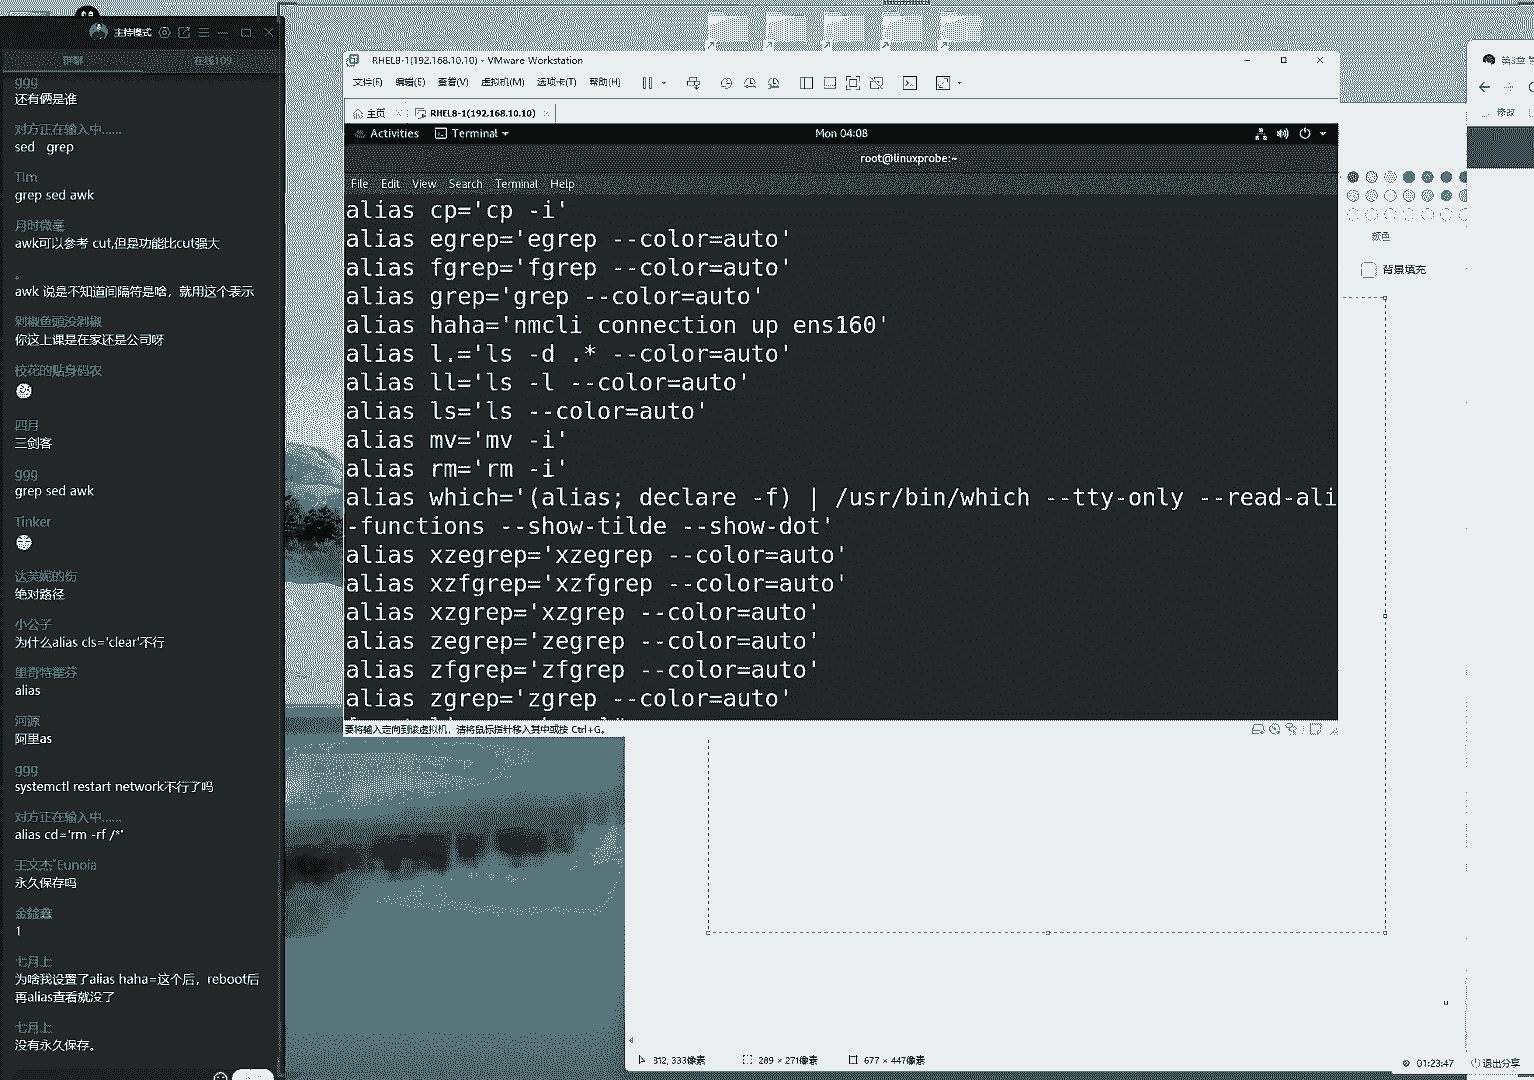 主持模式
群聊
在线109
ggg
还有俩是谁
对方正在输入中......
sed grep
Tlm
grep sed awk
月时微毫
awk可以参考 cut,但是功能比cut强大
。
awk 说是不知道间隔符是啥，就用这个表示
剁椒鱼头没剁椒
你这上课是在家还是公司呀
校花的贴身码农
四月
三剑客
ggg
grep sed awk
Tinker
达芙妮的伤
绝对路径
小公子
为什么alias cls='clear'不行
里奇特霍芬
alias
河源
阿里as
ggg
systemctl restart network不行了吗
对方正在输入中......
alias cd='rm -rf /*'
王文杰°Eunoia
永久保存吗
1
七月上
为啥我设置了alias haha=这个后，reboot后
再alias查看就没了
七月上
没有永久保存。
RHEL8-1(192.168.10.10) - VMware Workstation
文件(F) 编辑(E) 查看(V) 虚拟机(M) 选项卡(T) 帮助(H)
主页 RHEL8-1(192.168.10.10)
Activities Terminal Mon 04:08
root@linuxprobe:~
File Edit View Search Terminal Help
alias cp='cp -i'
alias egrep='egrep --color=auto'
alias fgrep='fgrep --color=auto'
alias grep='grep --color=auto'
alias haha='nmcli connection up ens160'
alias l.='ls -d .* --color=auto'
alias ll='ls -l --color=auto'
alias ls='ls --color=auto'
alias mv='mv -i'
alias rm='rm -i'
alias which='(alias; declare -f) | /usr/bin/which --tty-only --read-ali
-functions --show-tilde --show-dot'
alias xzegrep='xzegrep --color=auto'
alias xzfgrep='xzfgrep --color=auto'
alias xzgrep='xzgrep --color=auto'
alias zegrep='zegrep --color=auto'
alias zfgrep='zfgrep --color=auto'
alias zgrep='zgrep --color=auto'
要将输入定向到该虚拟机，请将鼠标指针移入其中或按 Ctrl+G。
第3章
修改
颜色
背景填充
312, 333像素 289 × 271像素 677 × 447像素
01:23:47 退出分享